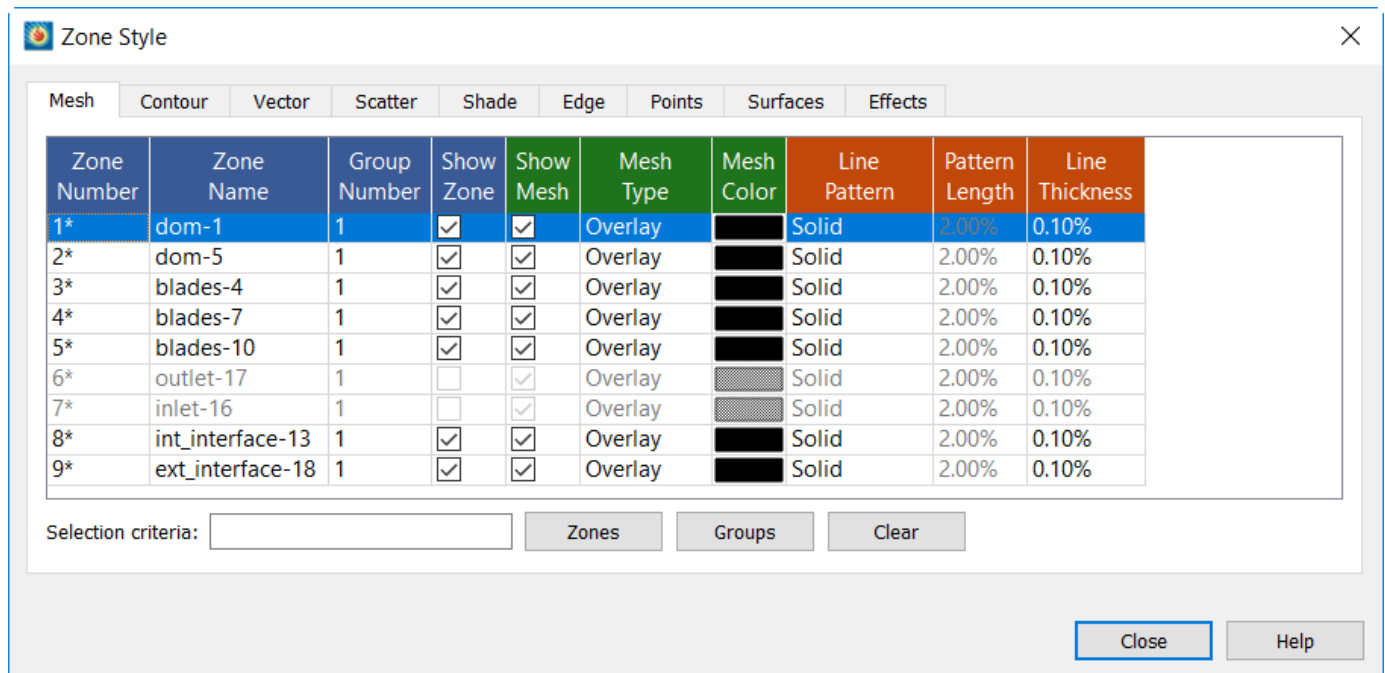 Zone Style
Mesh Contour Vector Scatter Shade Edge Points Surfaces Effects
Zone Number Zone Name Group Number Show Zone Show Mesh Mesh Type Mesh Color Line Pattern Pattern Length Line Thickness
1* dom-1 1 Overlay Solid 2.00% 0.10%
2* dom-5 1 Overlay Solid 2.00% 0.10%
3* blades-4 1 Overlay Solid 2.00% 0.10%
4* blades-7 1 Overlay Solid 2.00% 0.10%
5* blades-10 1 Overlay Solid 2.00% 0.10%
6* outlet-17 1 Overlay Solid 2.00% 0.10%
7* inlet-16 1 Overlay Solid 2.00% 0.10%
8* int_interface-13 1 Overlay Solid 2.00% 0.10%
9* ext_interface-18 1 Overlay Solid 2.00% 0.10%
Selection criteria: Zones Groups Clear
Close Help